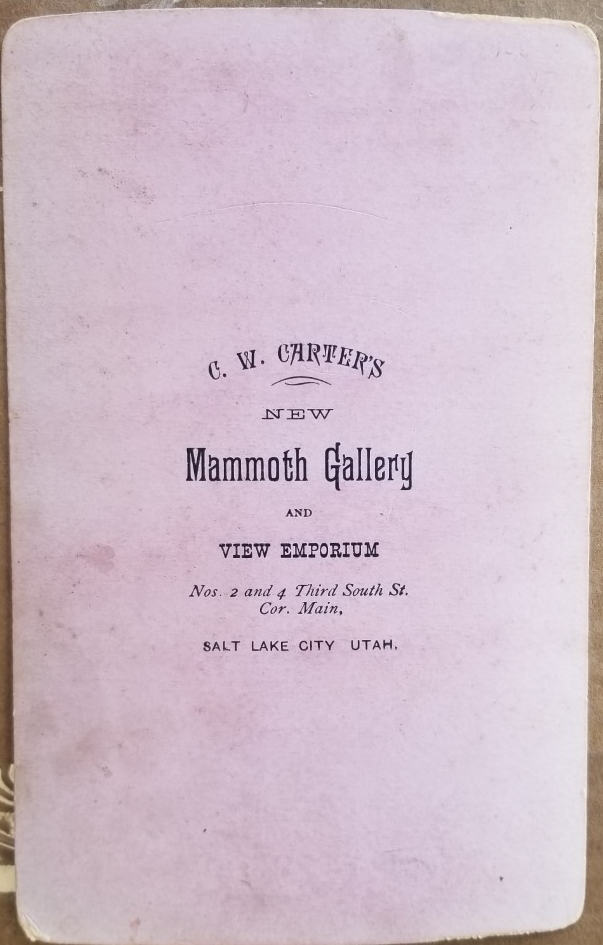 C. W. CARTER'S
NEW
Mammoth Gallery
AND
VIEW EMPORIUM
Nos. 2 and 4 Third South St.
Cor. Main,
SALT LAKE CITY UTAH.